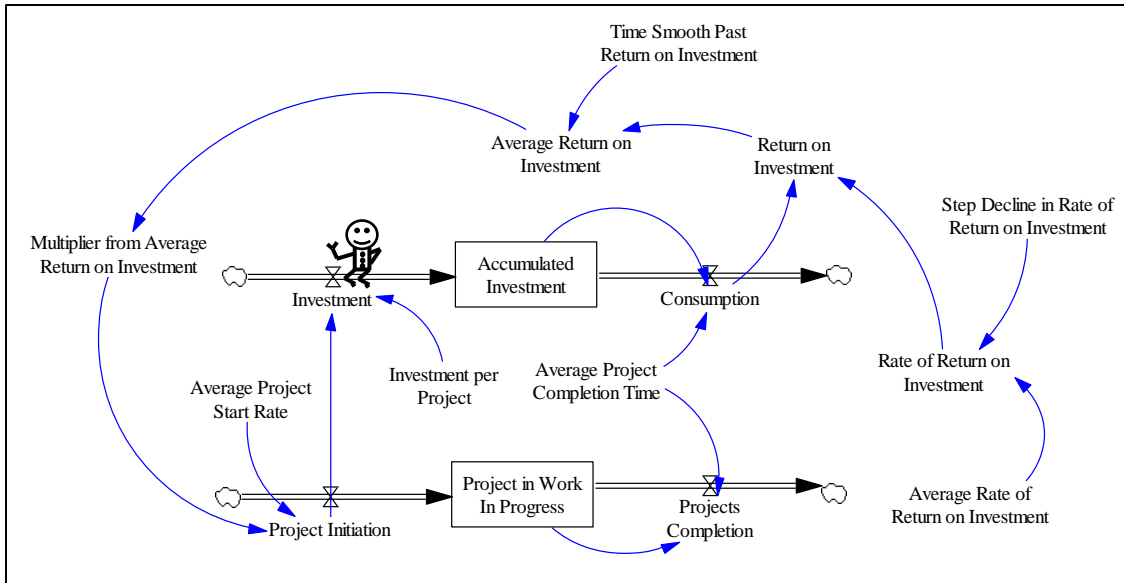 Time Smooth Past
Return on Investment
Average Return on
Investment
Return on
Investment
Step Decline in Rate of
Return on Investment
Multiplier from Average
Return on Investment
Accumulated
Investment
Investment
Consumption
Rate of Return on
Investment
Average Project
Start Rate
Investment per
Project
Average Project
Completion Time
Project in Work
In Progress
Average Rate of
Return on Investment
Project Initiation
Projects
Completion